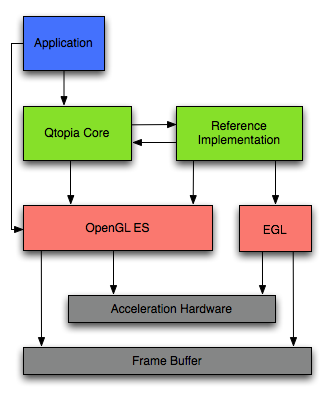 Application
Qtopia Core
Reference
Implementation
OpenGL ES
EGL
Acceleration Hardware
Frame Buffer